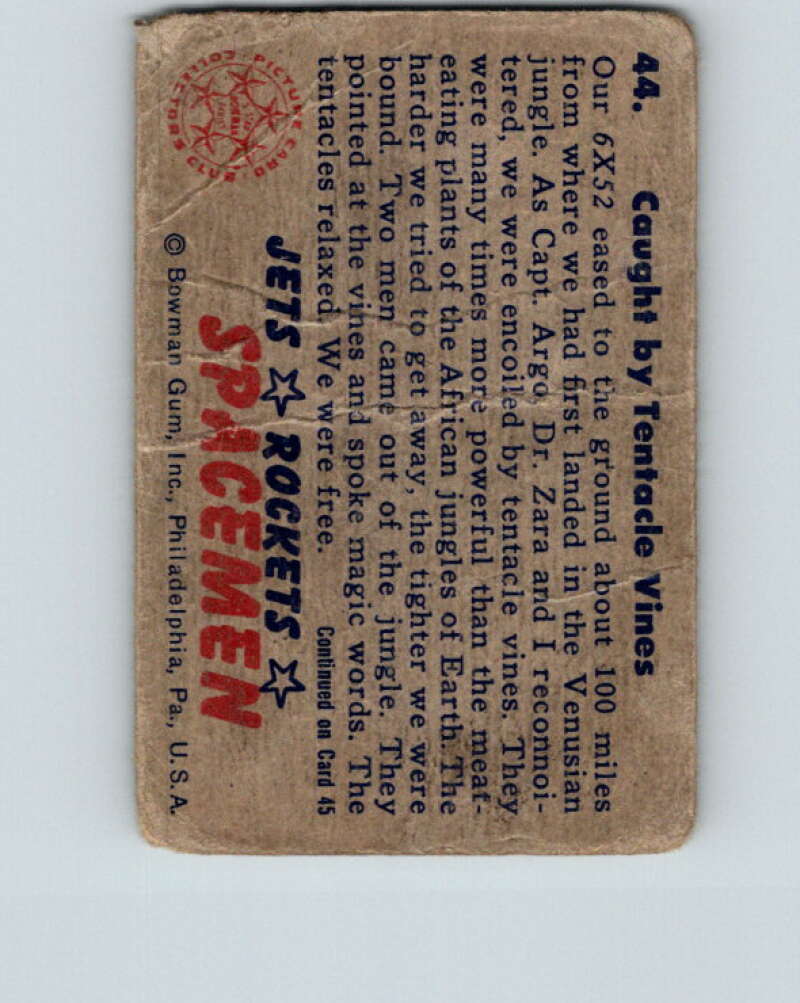 44. Caught by Tentacle Vines
Our 6X52 eased to the ground about 100 miles
from where we had first landed in the Venusian
jungle. As Capt. Argo, Dr. Zara and I reconnoi-
tered, we were encoiled by tentacle vines. They
were many times more powerful than the meat-
eating plants of the African jungles of Earth. The
harder we tried to get away, the tighter we were
bound. Two men came out of the jungle. They
pointed at the vines and spoke magic words. The
tentacles relaxed. We were free.
Continued on Card 45
JETS ☆ ROCKETS ☆
SPACEMEN
© Bowman Gum, Inc., Philadelphia, Pa., U.S.A.
PICTURE CARD COLLECTORS CLUB